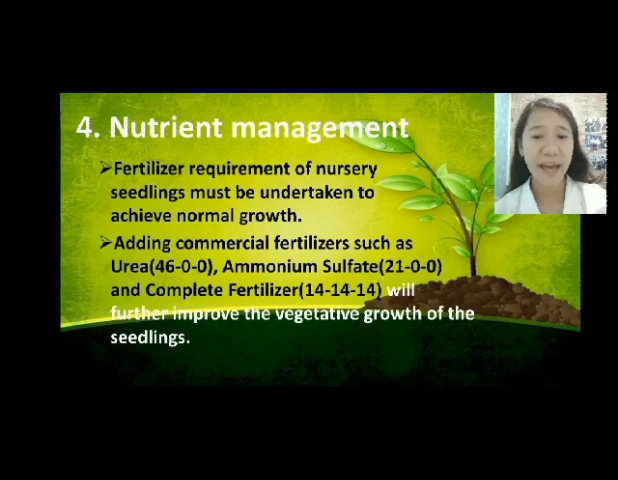 4. Nutrient management
➢Fertilizer requirement of nursery
seedlings must be undertaken to
achieve normal growth.
➢Adding commercial fertilizers such as
Urea(46-0-0), Ammonium Sulfate(21-0-0)
and Complete Fertilizer(14-14-14) will
further improve the vegetative growth of the
seedlings.